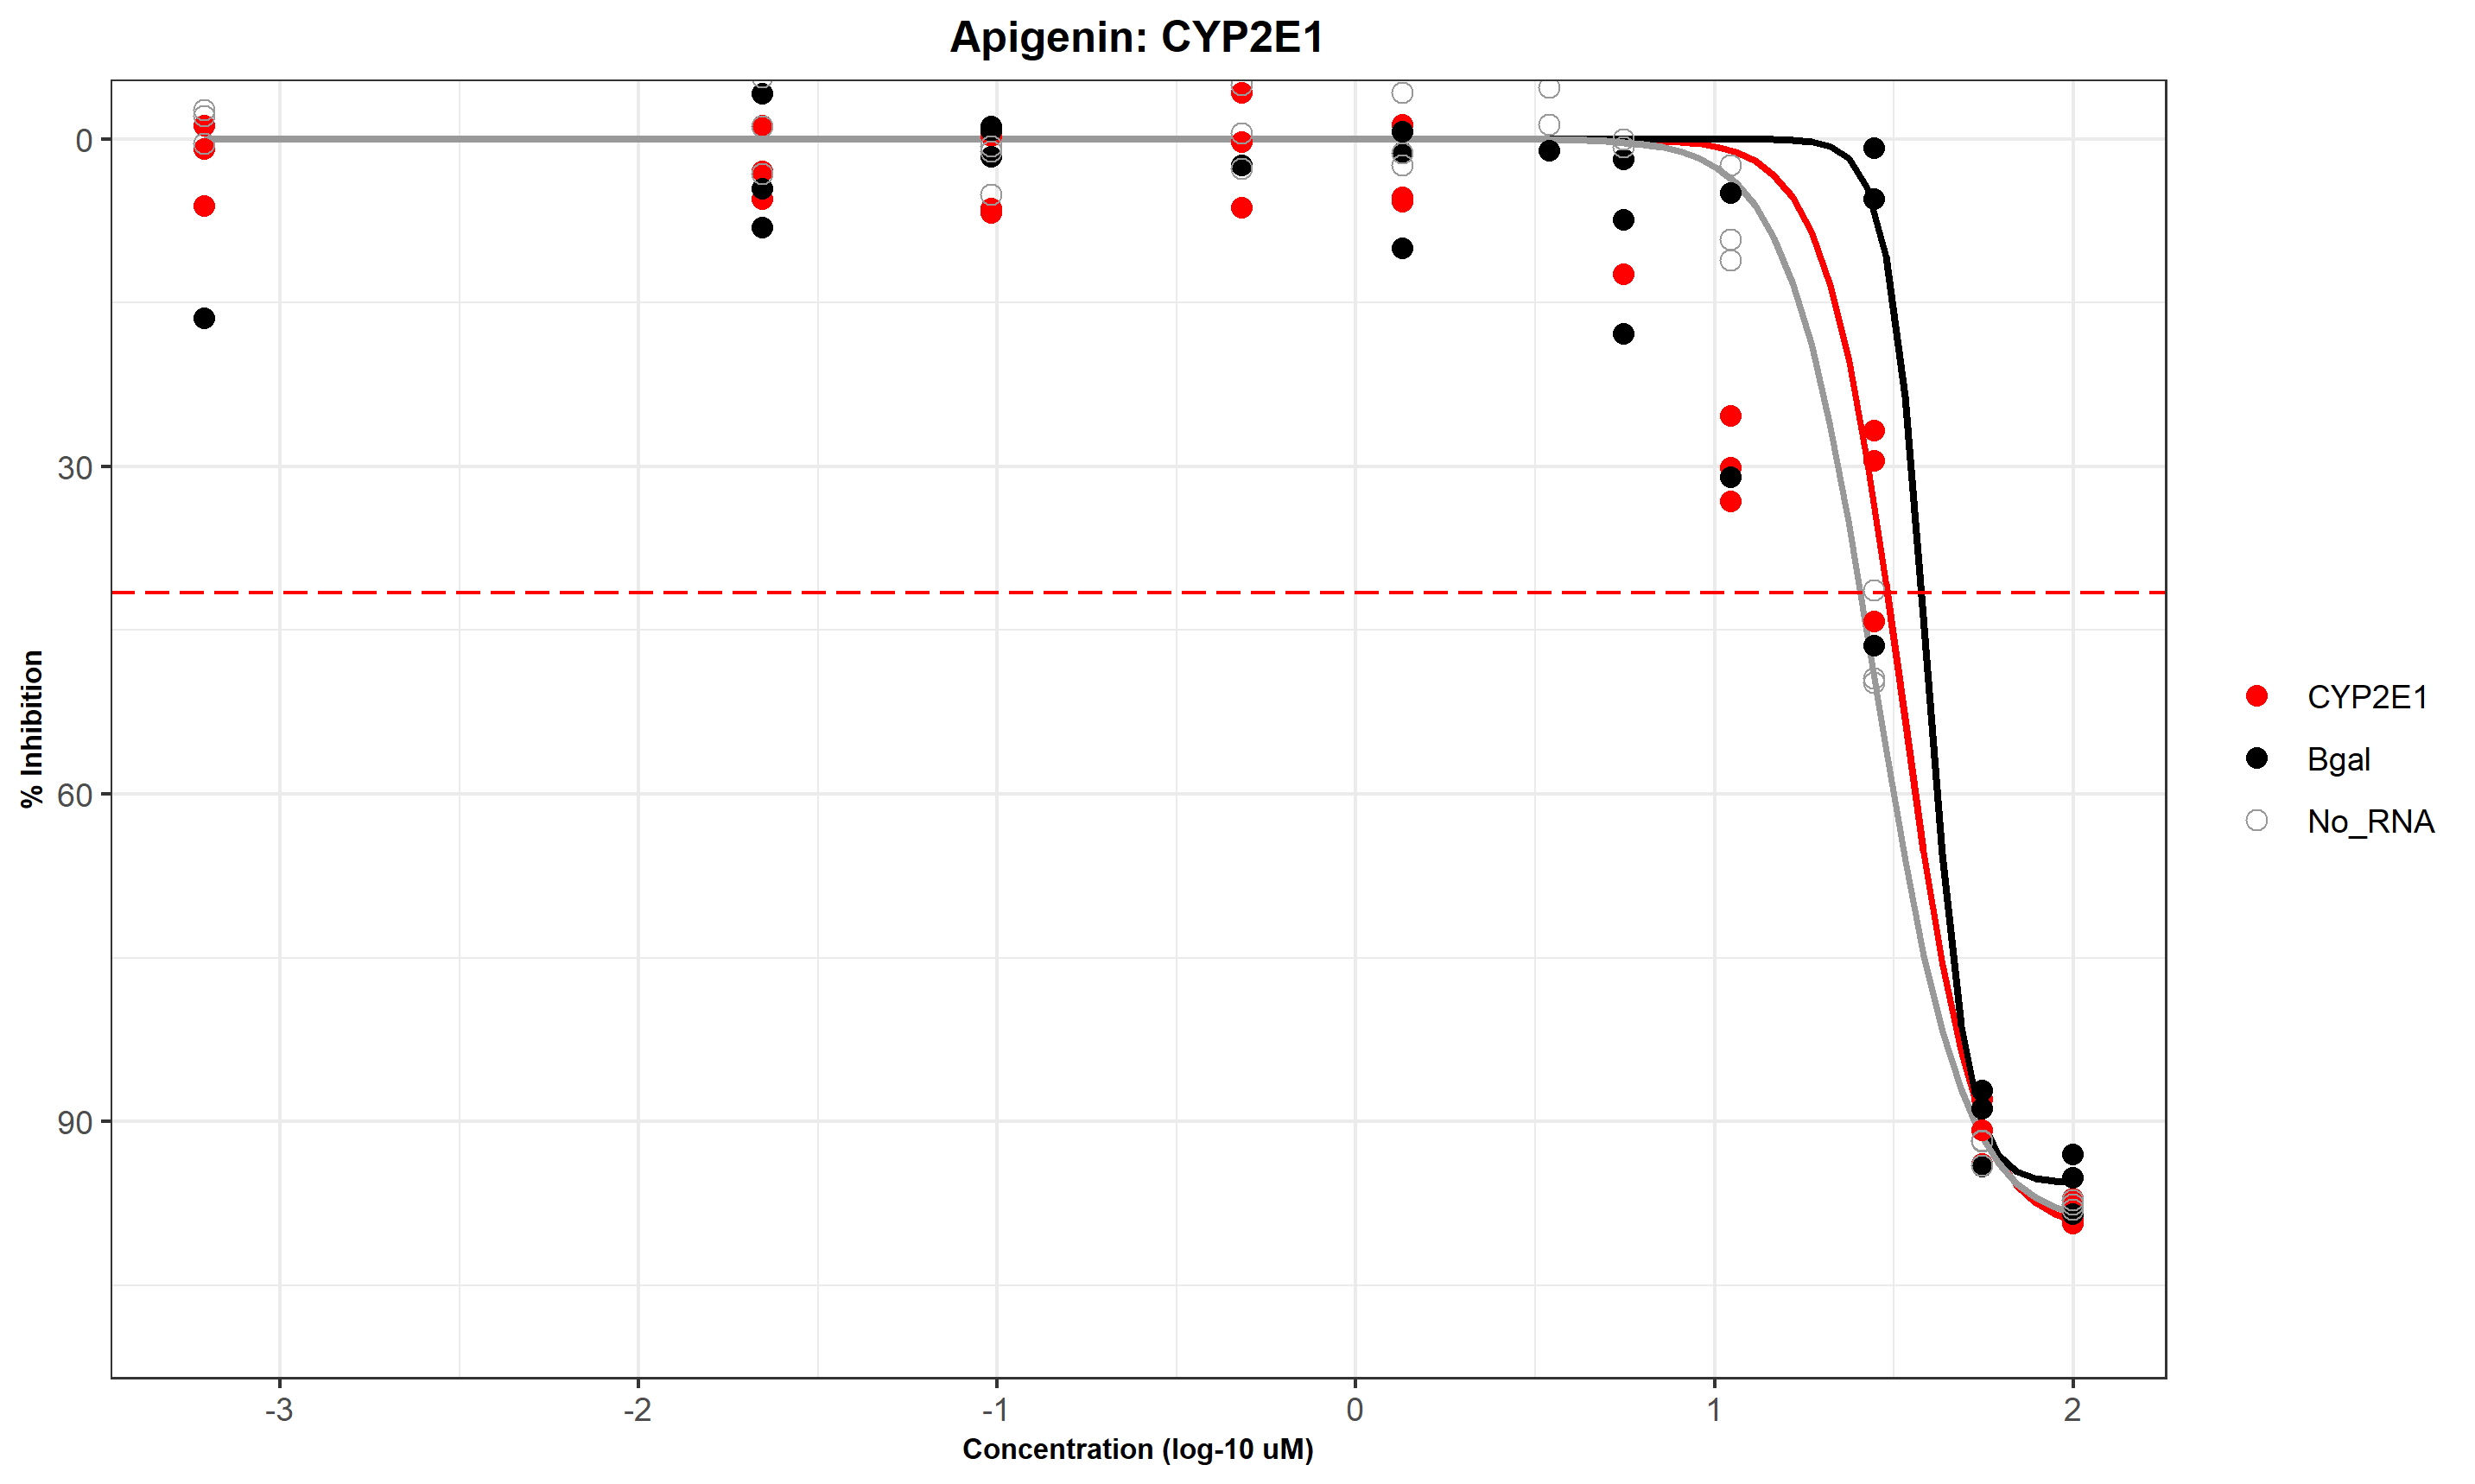 Apigenin: CYP2E1
% Inhibition
0
30
60
90
-3
-2
-1
0
1
2
Concentration (log-10 uM)
CYP2E1
Bgal
No_RNA